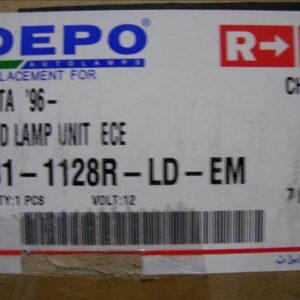 DEPO
AUTOLAMPS
LACEMENT FOR
TA '96-
D LAMP UNIT ECE
1-1128R-LD-EM
TY:1 PCS VOLT:12
R→
CH
7